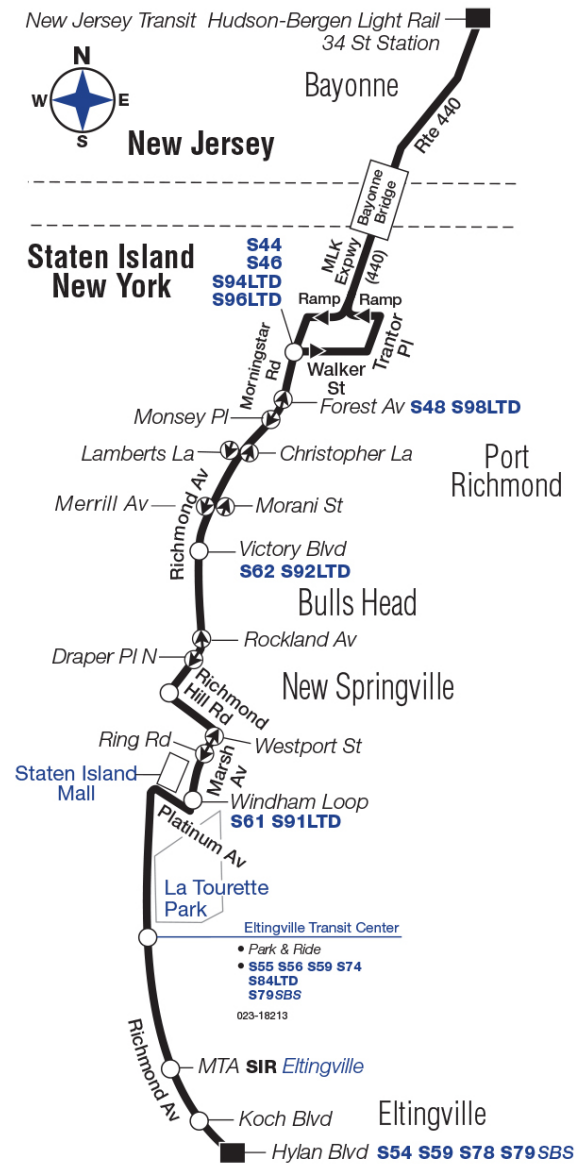 New Jersey Transit Hudson-Bergen Light Rail
34 St Station
Bayonne
N
W E
S
New Jersey
Rte 440
Bayonne
Bridge
Staten Island
New York
S44
S46
S94LTD
S96LTD
MLK
Expwy
(440)
Ramp
Ramp
Trantor
Pl
Walker
St
Morningstar
Rd
Forest Av S48 S98LTD
Monsey Pl
Lamberts La
Christopher La
Port
Richmond
Merrill Av
Morani St
Richmond Av
Victory Blvd
S62 S92LTD
Bulls Head
Rockland Av
Draper Pl N
Richmond
Hill Rd
New Springville
Ring Rd
Westport St
Marsh
Av
Staten Island
Mall
Windham Loop
S61 S91LTD
Platinum Av
La Tourette
Park
Eltingville Transit Center
• Park & Ride
• S55 S56 S59 S74
S84LTD
S79SBS
023-18213
Richmond Av
MTA SIR Eltingville
Koch Blvd
Eltingville
Hylan Blvd S54 S59 S78 S79SBS